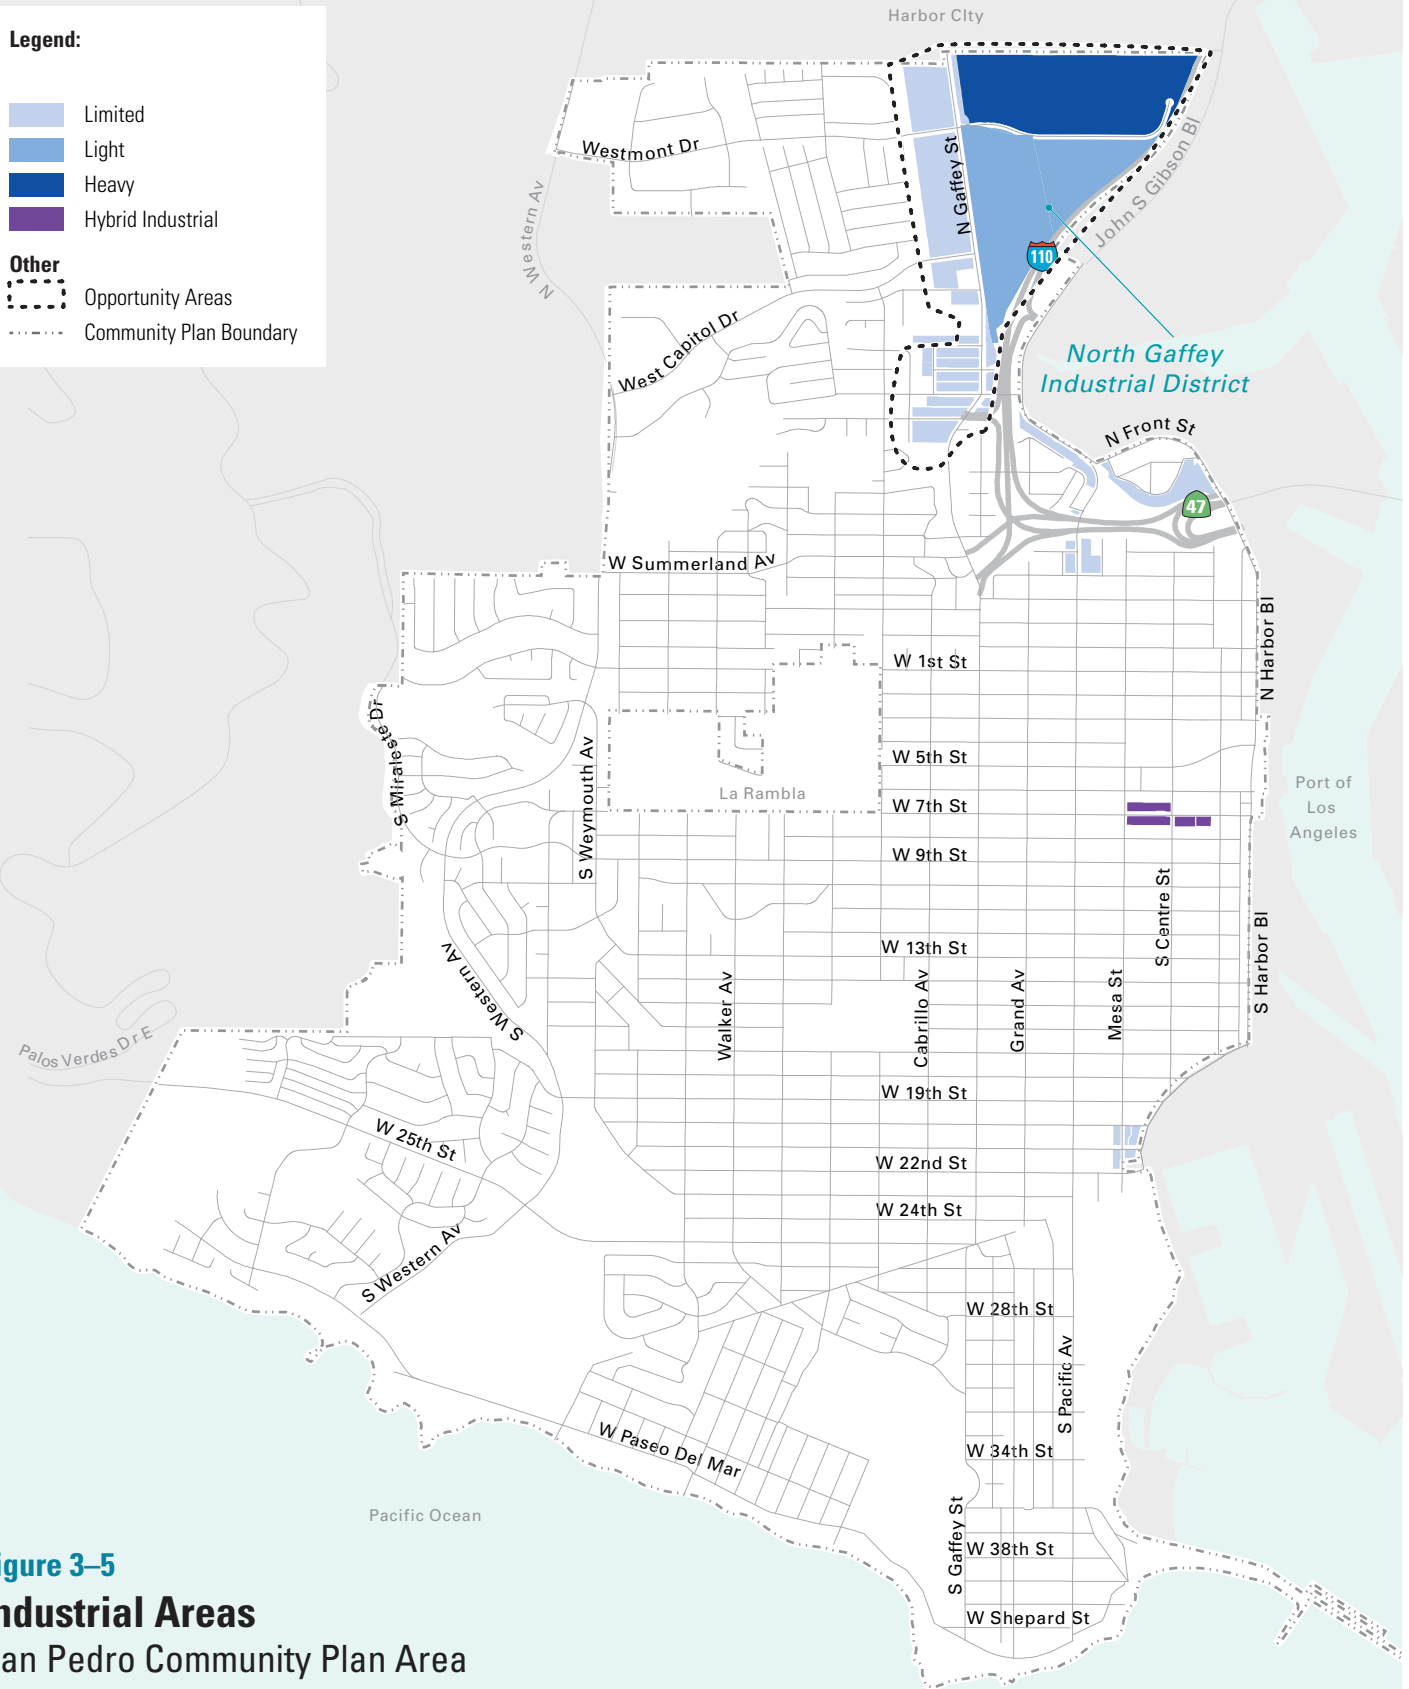 Harbor CIty
Legend:
Limited
Light
Heavy
Hybrid Industrial
Other
Opportunity Areas
Community Plan Boundary
Westmont Dr
N Western Av
N Gaffey St
John S Gibson Bl
110
West Capitol Dr
North Gaffey
Industrial District
N Front St
47
W Summerland Av
N Harbor Bl
W 1st St
S Miraleste Dr
S Weymouth Av
W 5th St
La Rambla
W 7th St
Port of
Los
Angeles
W 9th St
S Centre St
S Western Av
W 13th St
S Harbor Bl
Walker Av
Cabrillo Av
Grand Av
Mesa St
Palos Verdes Dr E
W 19th St
W 25th St
W 22nd St
W 24th St
S Western Av
W 28th St
S Pacific Av
W Paseo Del Mar
W 34th St
Pacific Ocean
S Gaffey St
W 38th St
W Shepard St
igure 3–5
ndustrial Areas
an Pedro Community Plan Area